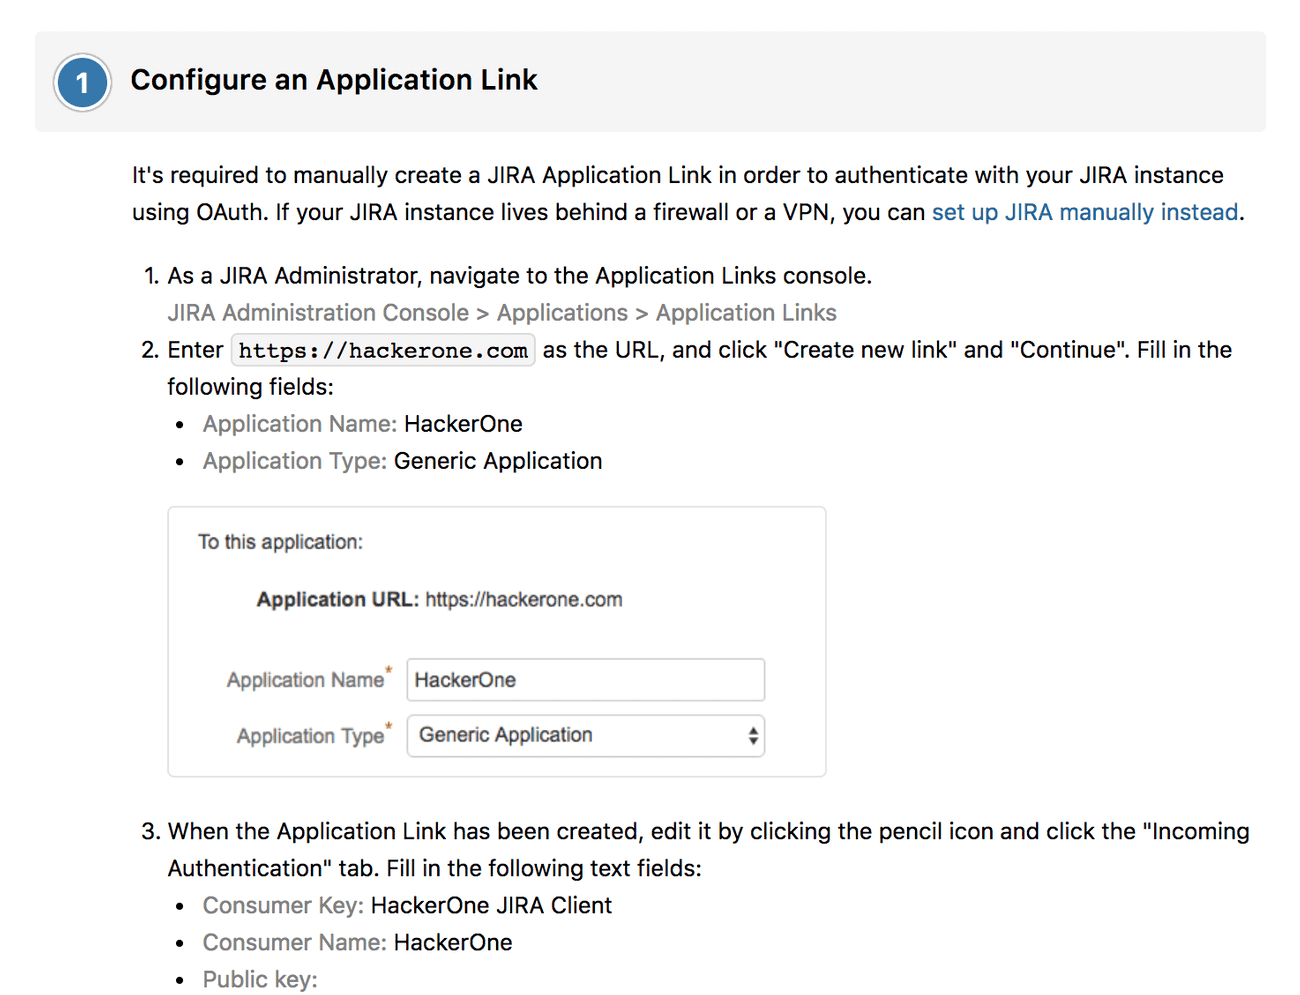 1 Configure an Application Link
It's required to manually create a JIRA Application Link in order to authenticate with your JIRA instance
using OAuth. If your JIRA instance lives behind a firewall or a VPN, you can set up JIRA manually instead.
1. As a JIRA Administrator, navigate to the Application Links console.
JIRA Administration Console > Applications > Application Links
2. Enter https://hackerone.com as the URL, and click "Create new link" and "Continue". Fill in the
following fields:
• Application Name: HackerOne
• Application Type: Generic Application
To this application:
Application URL: https://hackerone.com
Application Name* HackerOne
Application Type* Generic Application
3. When the Application Link has been created, edit it by clicking the pencil icon and click the "Incoming
Authentication" tab. Fill in the following text fields:
• Consumer Key: HackerOne JIRA Client
• Consumer Name: HackerOne
• Public key: